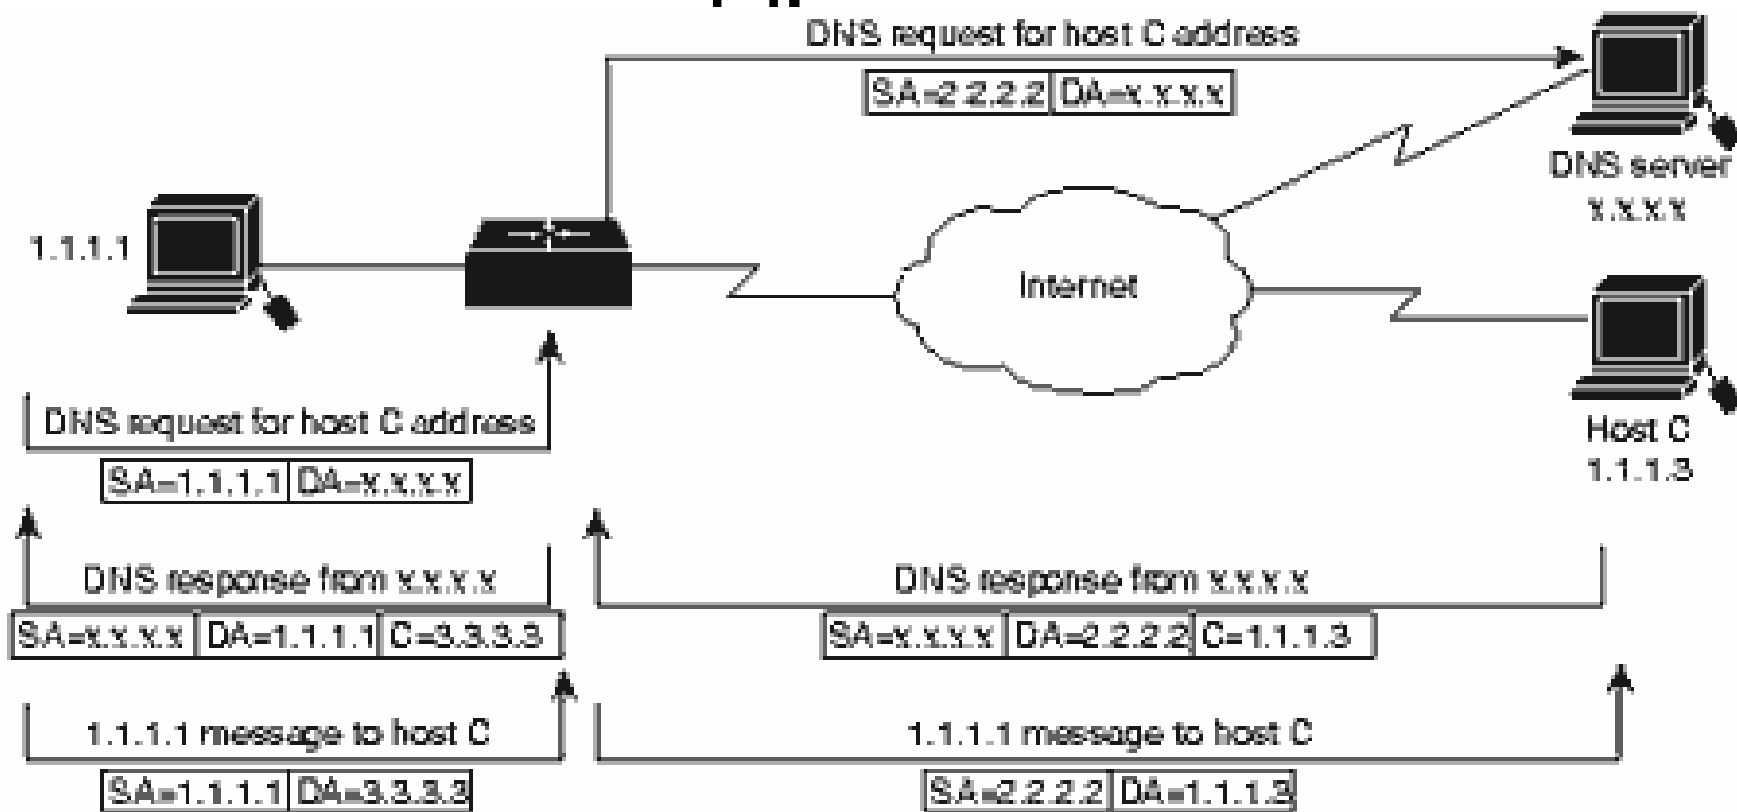 DNS request for host C address
SA=2.2.2.2 DA=x.x.x.x
DNS server
x.x.x.x
1.1.1.1
Internet
Host C
1.1.1.3
DNS request for host C address
SA=1.1.1.1 DA=x.x.x.x
DNS response from x.x.x.x
SA=x.x.x.x DA=1.1.1.1 C=3.3.3.3
DNS response from x.x.x.x
SA=x.x.x.x DA=2.2.2.2 C=1.1.1.3
1.1.1.1 message to host C
SA=1.1.1.1 DA=3.3.3.3
1.1.1.1 message to host C
SA=2.2.2.2 DA=1.1.1.3